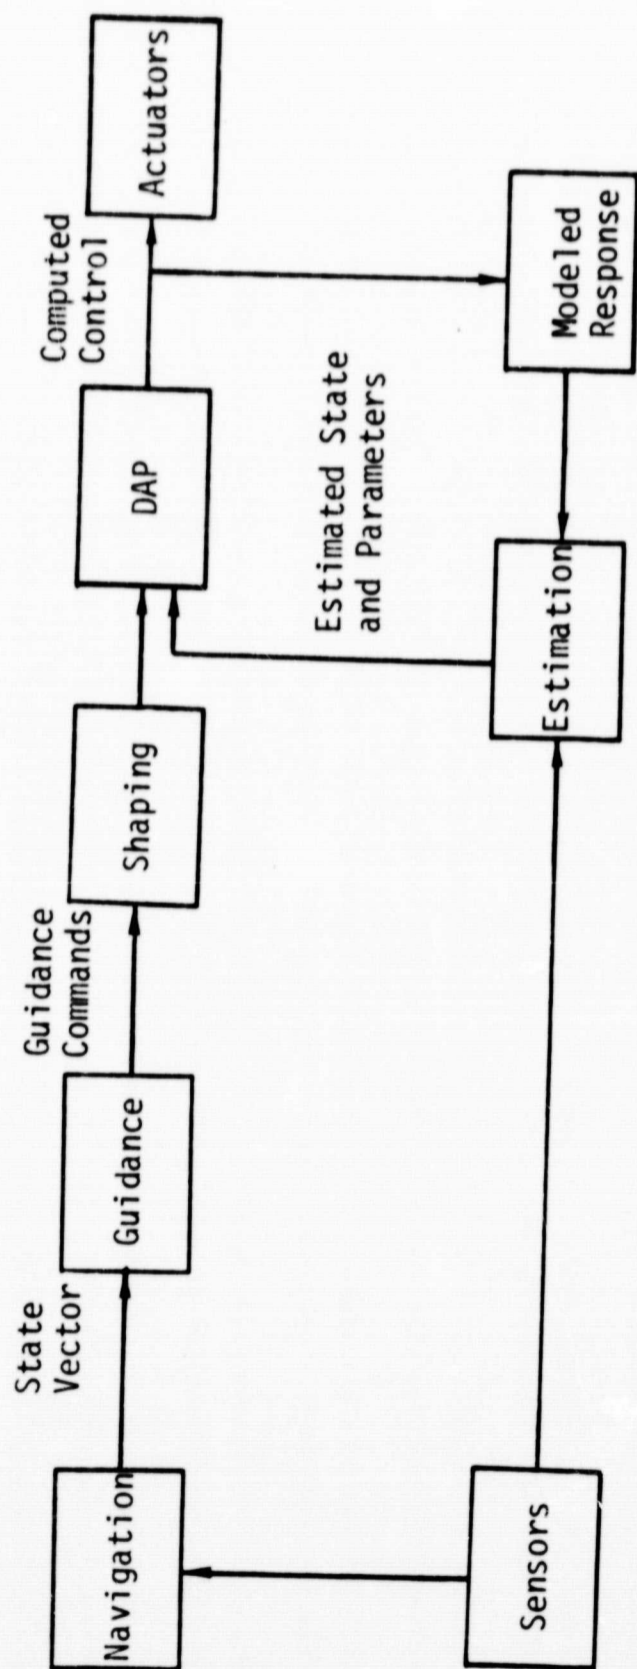 State
Vector
Guidance
Commands
Computed
Control
Navigation
Guidance
Shaping
DAP
Actuators
Estimated State
and Parameters
Sensors
Estimation
Modeled
Response